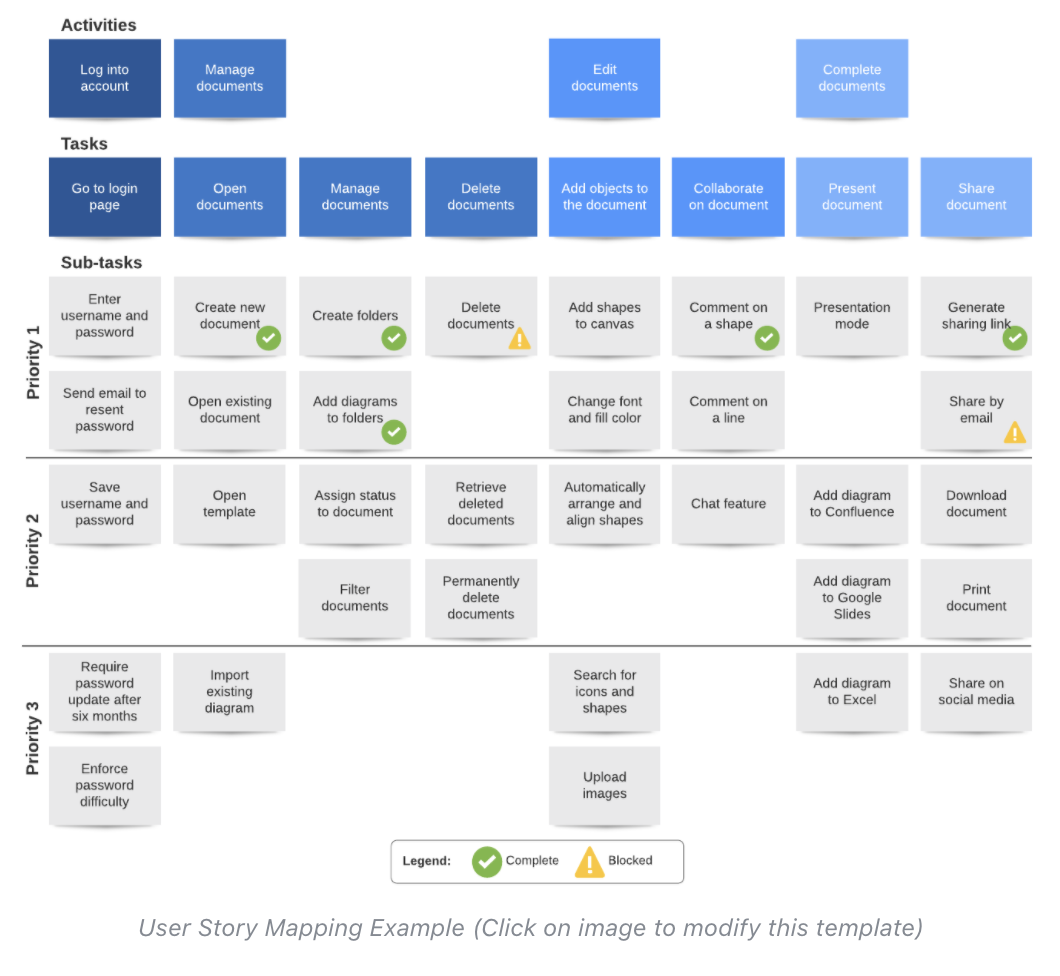 Activities
Log into
account
Manage
documents
Edit
documents
Complete
documents
Tasks
Go to login
page
Open
documents
Manage
documents
Delete
documents
Add objects to
the document
Collaborate
on document
Present
document
Share
document
Sub-tasks
Priority 1
Enter
username and
password
Create new
document
Create folders
Delete
documents
Add shapes
to canvas
Comment on
a shape
Presentation
mode
Generate
sharing link
Send email to
resent
password
Open existing
document
Add diagrams
to folders
Change font
and fill color
Comment on
a line
Share by
email
Priority 2
Save
username and
password
Open
template
Assign status
to document
Retrieve
deleted
documents
Automatically
arrange and
align shapes
Chat feature
Add diagram
to Confluence
Download
document
Filter
documents
Permanently
delete
documents
Add diagram
to Google
Slides
Print
document
Priority 3
Require
password
update after
six months
Import
existing
diagram
Search for
icons and
shapes
Add diagram
to Excel
Share on
social media
Enforce
password
difficulty
Upload
images
Legend: Complete Blocked
User Story Mapping Example (Click on image to modify this template)